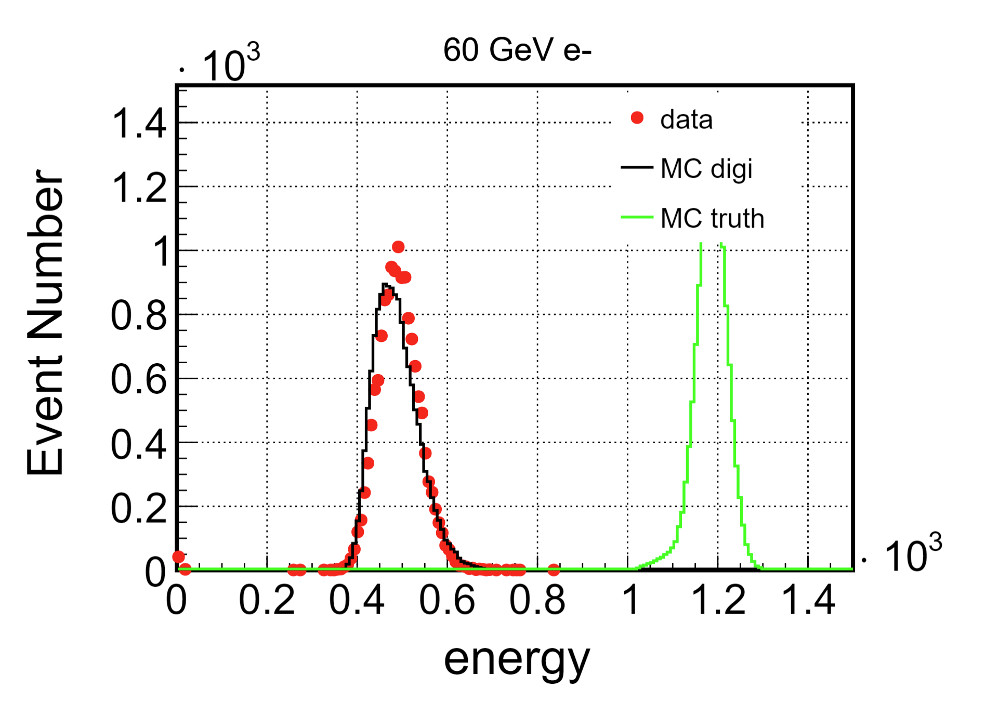 60 GeV e-
· 10³
Event Number
1.4
1.2
1
0.8
0.6
0.4
0.2
0
data
MC digi
MC truth
0 0.2 0.4 0.6 0.8 1 1.2 1.4
· 10³
energy